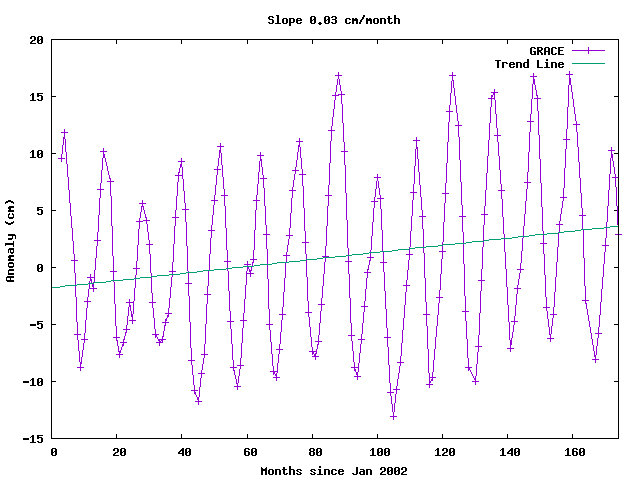 Slope 0.03 cm/month
GRACE
Trend Line
20
15
10
5
0
-5
-10
-15
Anomaly (cm)
0 20 40 60 80 100 120 140 160
Months since Jan 2002